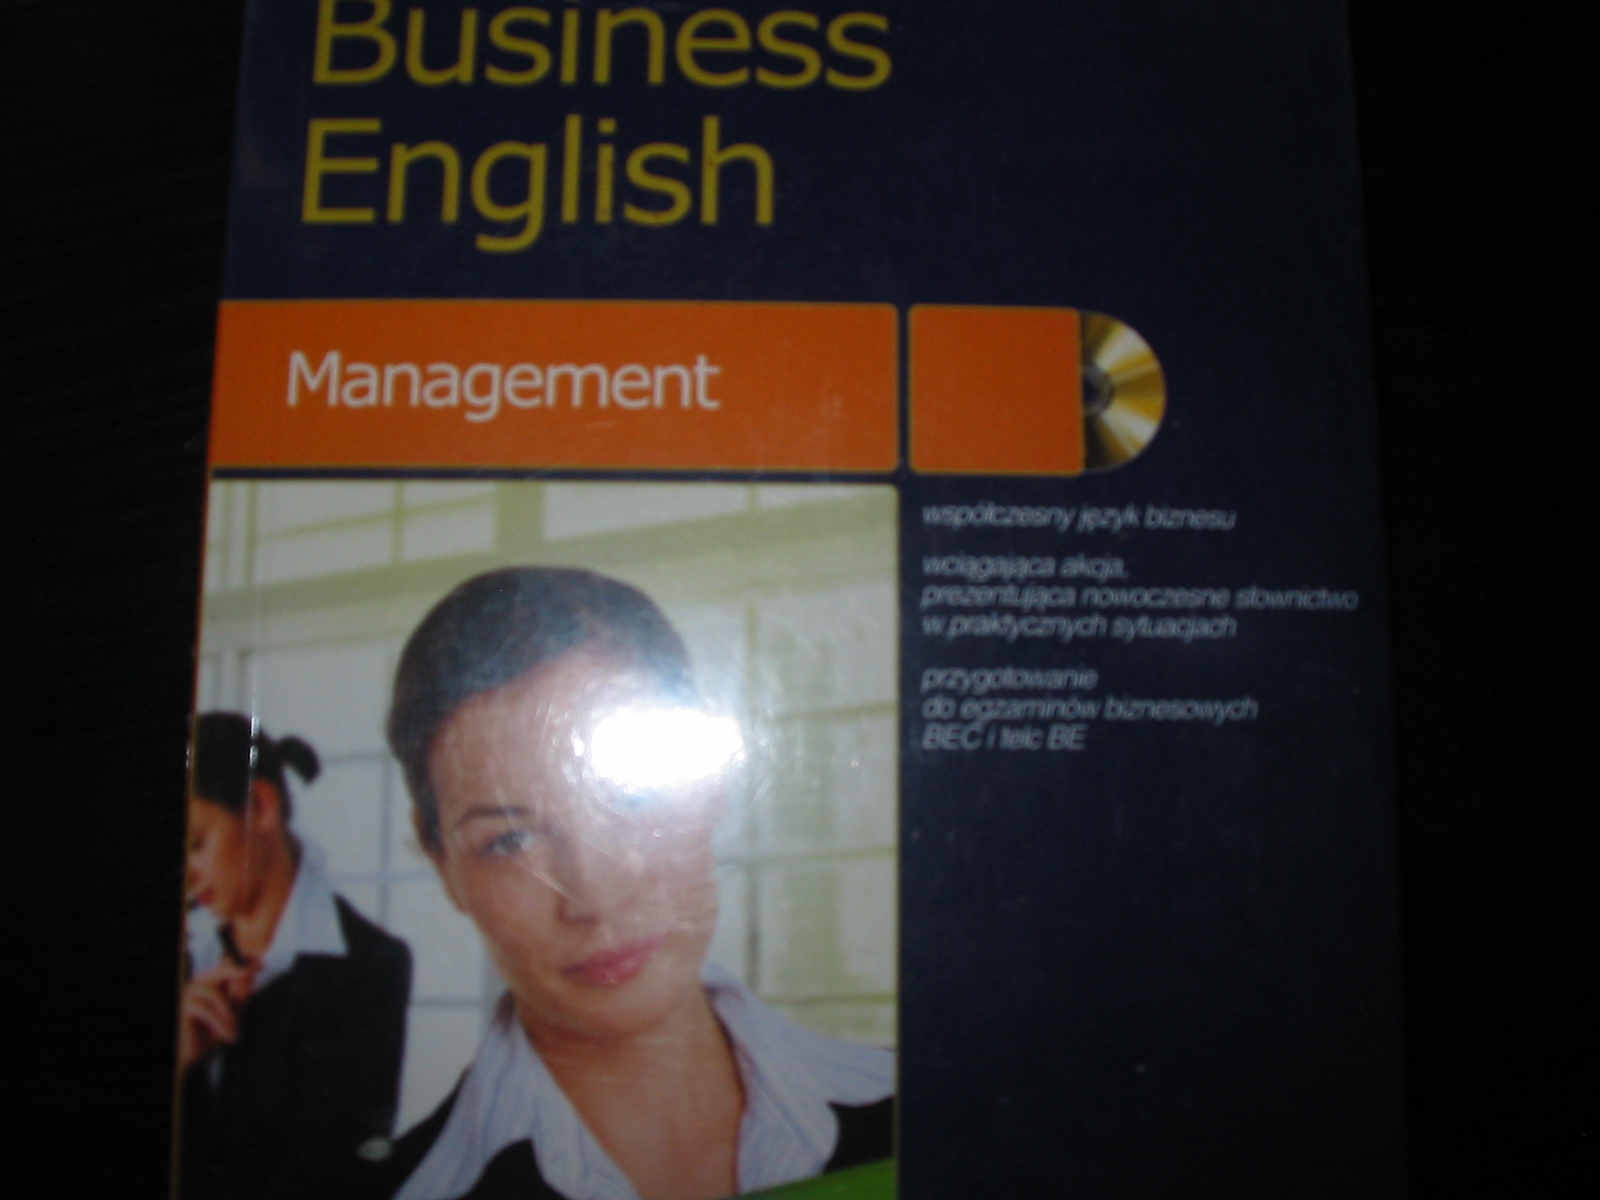 Business
English
Management
współczesny język biznesu
wciągająca akcja,
prezentująca nowoczesne słownictwo
w praktycznych sytuacjach
przygotowanie
do egzaminów biznesowych
BEC i telc BE